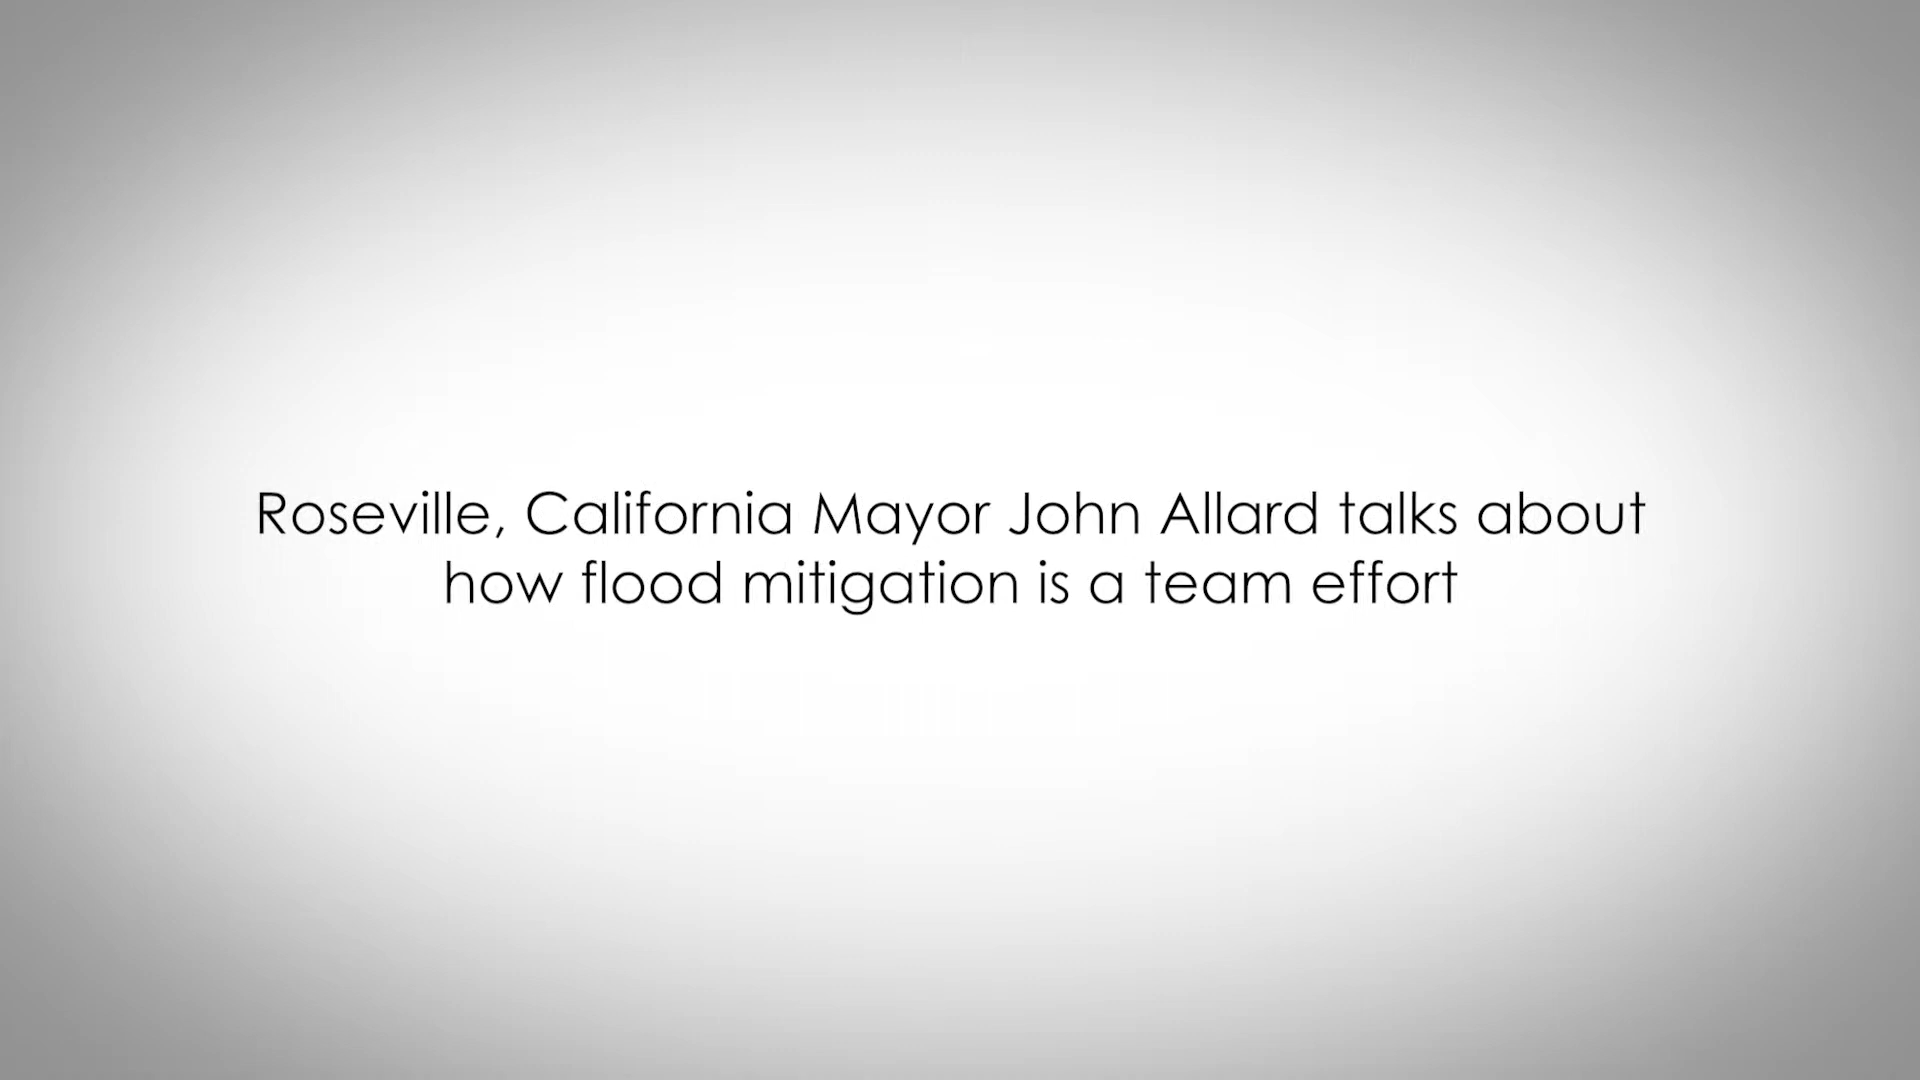 Roseville, California Mayor John Allard talks about
how flood mitigation is a team effort